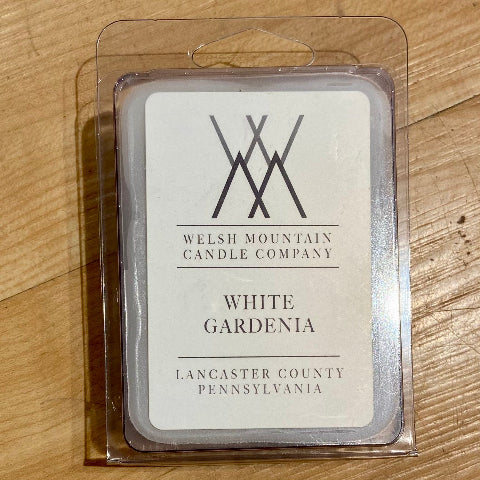 WELSH MOUNTAIN
CANDLE COMPANY
WHITE
GARDENIA
LANCASTER COUNTY
PENNSYLVANIA